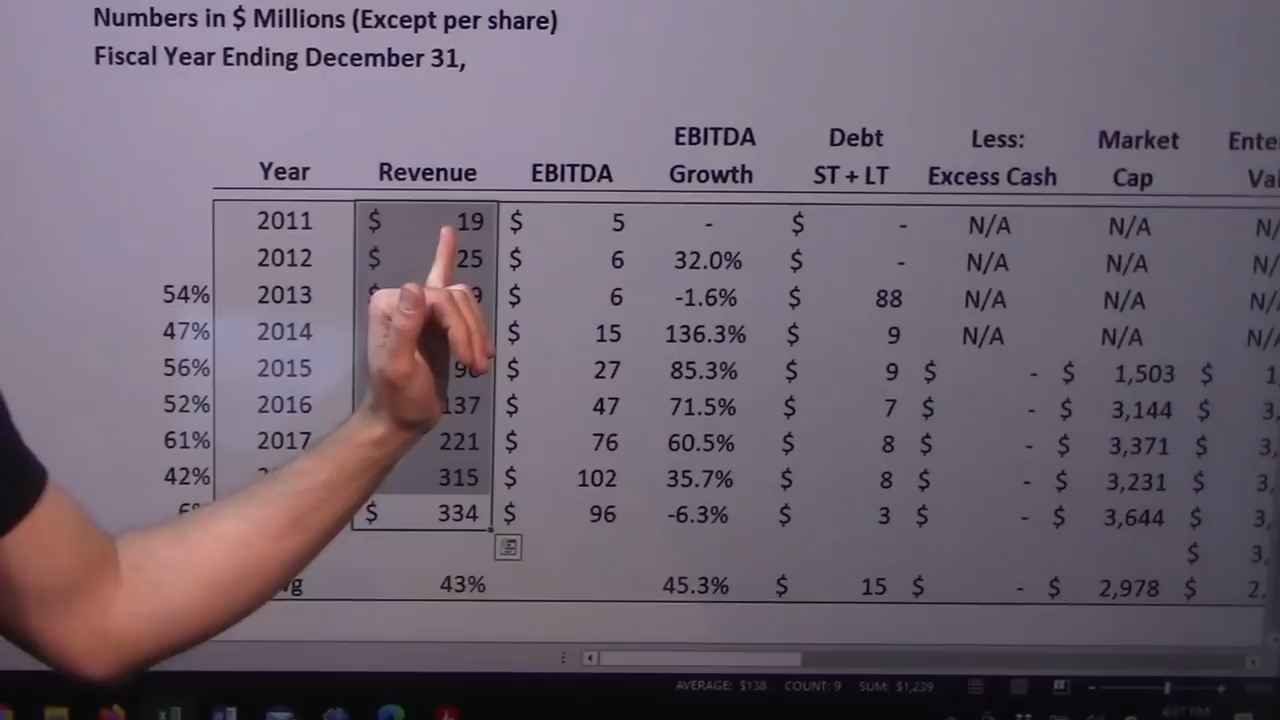 Numbers in $ Millions (Except per share)
Fiscal Year Ending December 31,
EBITDA Debt Less: Market
Year Revenue EBITDA Growth ST + LT Excess Cash Cap
2011 $ 19 $ 5 - $ - N/A N/A
2012 $ 25 $ 6 32.0% $ - N/A N/A
54% 2013 $ 6 -1.6% $ 88 N/A N/A
47% 2014 $ 15 136.3% $ 9 N/A N/A
56% 2015 $ 27 85.3% $ 9 $ - $ 1,503 $
52% 2016 137 $ 47 71.5% $ 7 $ - $ 3,144 $
61% 2017 221 $ 76 60.5% $ 8 $ - $ 3,371 $
42% 315 $ 102 35.7% $ 8 $ - $ 3,231 $
$ 334 $ 96 -6.3% $ 3 $ - $ 3,644 $
$
43% 45.3% $ 15 $ - $ 2,978 $
AVERAGE: $138 COUNT: 9 SUM: $1,239